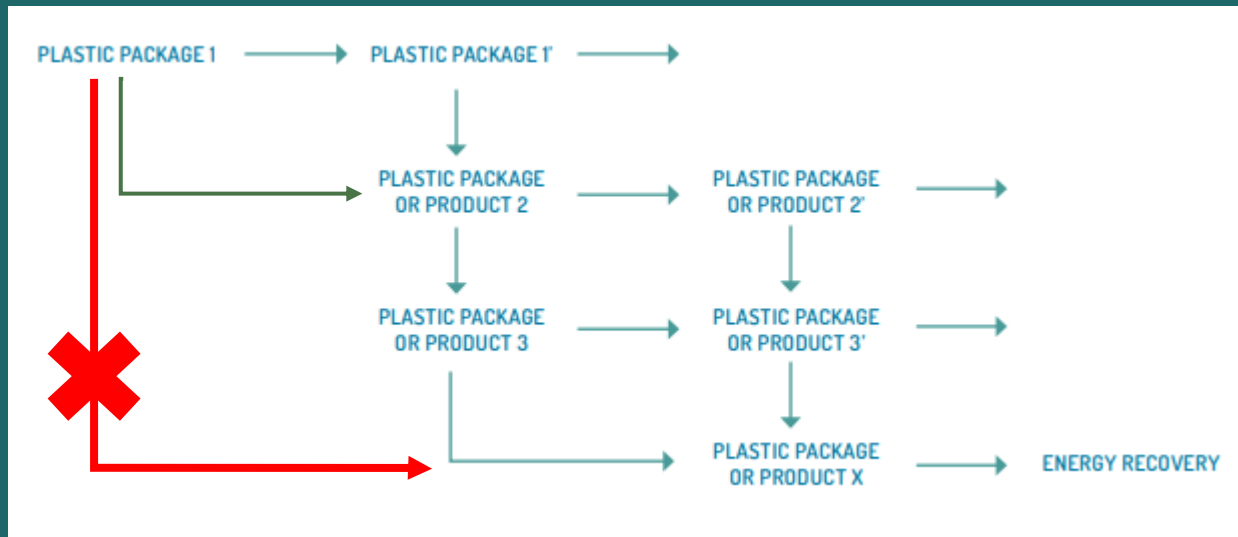 PLASTIC PACKAGE 1
PLASTIC PACKAGE 1'
PLASTIC PACKAGE
OR PRODUCT 2
PLASTIC PACKAGE
OR PRODUCT 2'
PLASTIC PACKAGE
OR PRODUCT 3
PLASTIC PACKAGE
OR PRODUCT 3'
PLASTIC PACKAGE
OR PRODUCT X
ENERGY RECOVERY